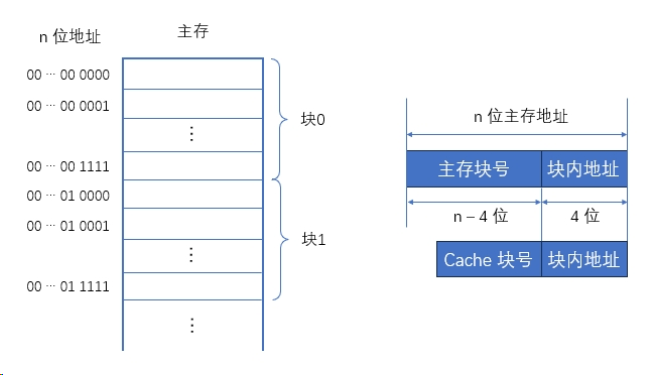 n 位地址
主存
00 ··· 00 0000
00 ··· 00 0001
⋮
00 ··· 00 1111
块0
00 ··· 01 0000
00 ··· 01 0001
⋮
00 ··· 01 1111
块1
⋮
n 位主存地址
主存块号
块内地址
n – 4 位
4 位
Cache 块号
块内地址